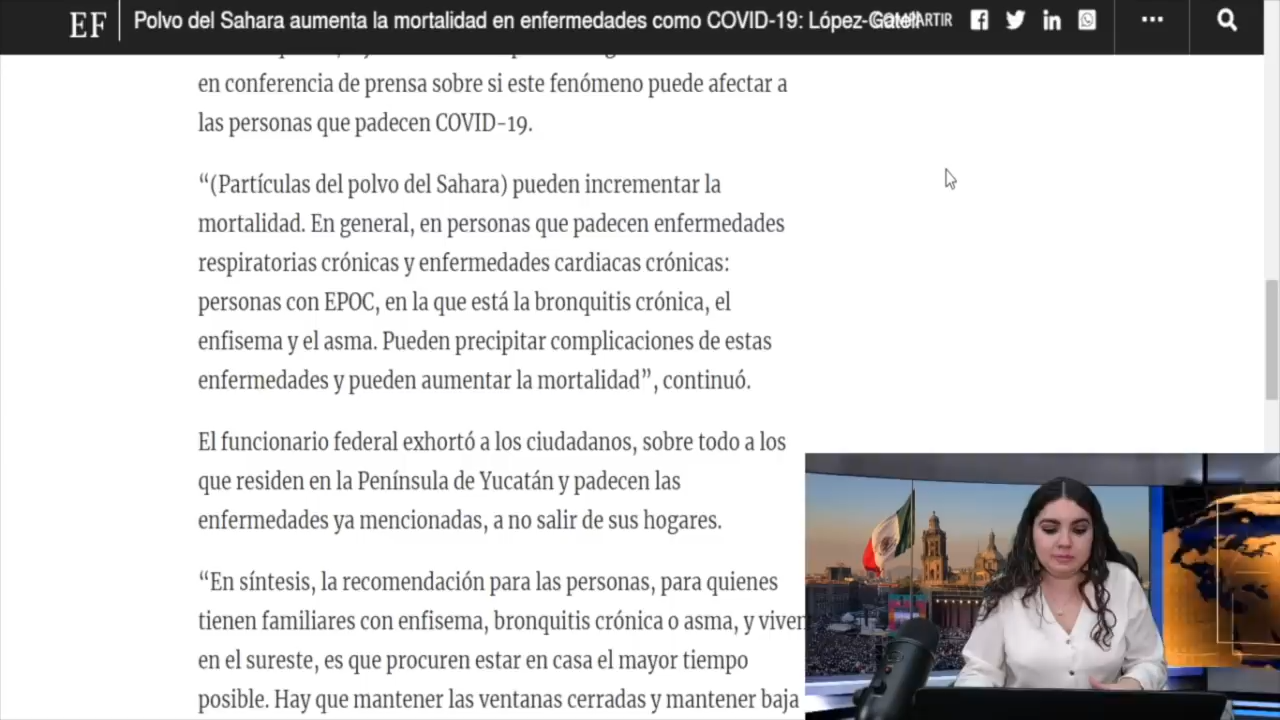 EF
Polvo del Sahara aumenta la mortalidad en enfermedades como COVID-19: López-Gatell
COMPARTIR
en conferencia de prensa sobre si este fenómeno puede afectar a
las personas que padecen COVID-19.
“(Partículas del polvo del Sahara) pueden incrementar la
mortalidad. En general, en personas que padecen enfermedades
respiratorias crónicas y enfermedades cardiacas crónicas:
personas con EPOC, en la que está la bronquitis crónica, el
enfisema y el asma. Pueden precipitar complicaciones de estas
enfermedades y pueden aumentar la mortalidad”, continuó.
El funcionario federal exhortó a los ciudadanos, sobre todo a los
que residen en la Península de Yucatán y padecen las
enfermedades ya mencionadas, a no salir de sus hogares.
“En síntesis, la recomendación para las personas, para quienes
tienen familiares con enfisema, bronquitis crónica o asma, y viven
en el sureste, es que procuren estar en casa el mayor tiempo
posible. Hay que mantener las ventanas cerradas y mantener baja